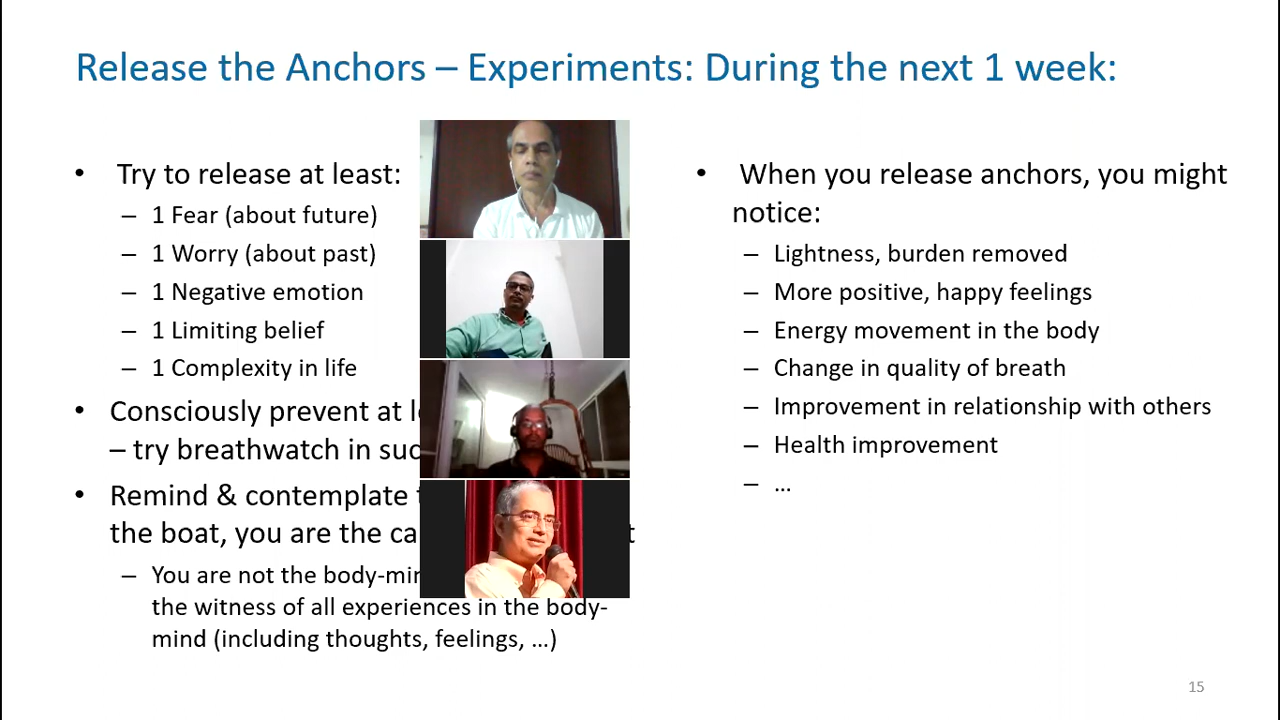 Release the Anchors – Experiments: During the next 1 week:
• Try to release at least:
– 1 Fear (about future)
– 1 Worry (about past)
– 1 Negative emotion
– 1 Limiting belief
– 1 Complexity in life
• Consciously prevent at
– try breathwatch in
• Remind & contemplate
the boat, you are the
– You are not the
the witness of all experiences in the body-
mind (including thoughts, feelings, …)
• When you release anchors, you might
notice:
– Lightness, burden removed
– More positive, happy feelings
– Energy movement in the body
– Change in quality of breath
– Improvement in relationship with others
– Health improvement
– …
15